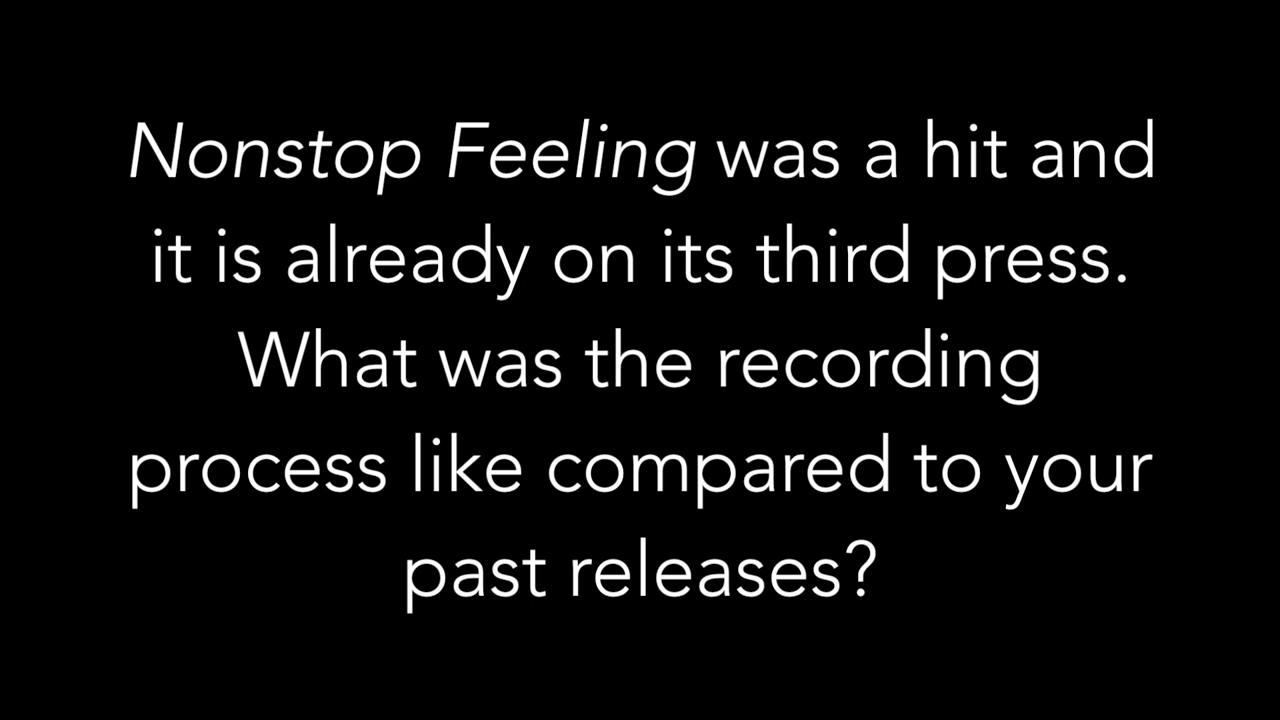 Nonstop Feeling was a hit and
it is already on its third press.
What was the recording
process like compared to your
past releases?